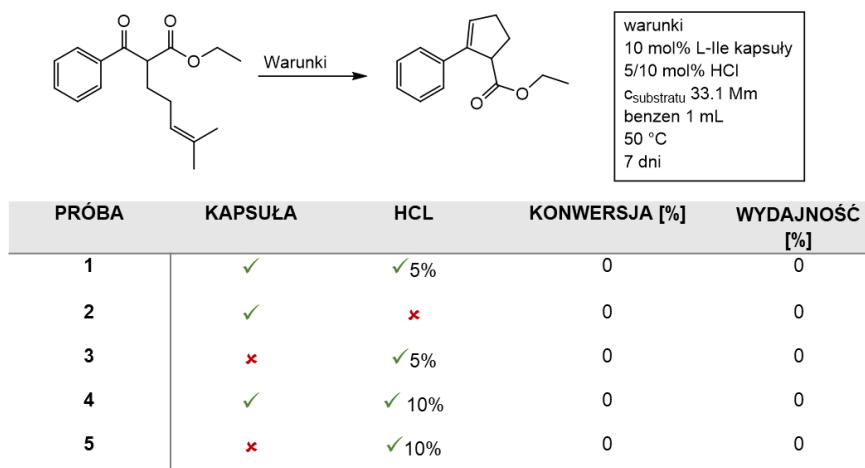 O
O
O
Warunki
O
O
warunki
10 mol% L-Ile kapsuły
5/10 mol% HCl
csubstratu 33.1 Mm
benzen 1 mL
50 °C
7 dni
PRÓBA KAPSUŁA HCL KONWERSJA [%] WYDAJNOŚĆ
[%]
1 ✓ ✓5% 0 0
2 ✓ ✘ 0 0
3 ✘ ✓5% 0 0
4 ✓ ✓ 10% 0 0
5 ✘ ✓10% 0 0